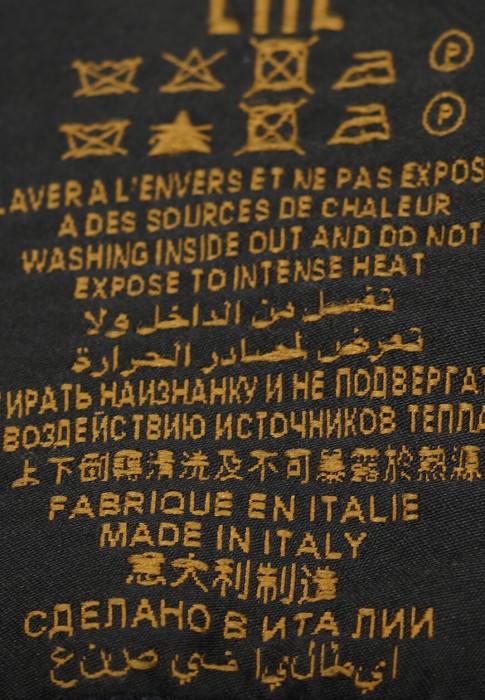 P
P
LAVER A L'ENVERS ET NE PAS EXPOS
A DES SOURCES DE CHALEUR
WASHING INSIDE OUT AND DO NOT
EXPOSE TO INTENSE HEAT
تغسل من الداخل ولا
تعرض لمصادر الحرارة
ТИРАТЬ НАИЗНАНКУ И НЕ ПОДВЕРГАТ
ВОЗДЕЙСТВИЮ ИСТОЧНИКОВ ТЕПЛА
上下倒轉清洗及不可暴露於熱源
FABRIQUE EN ITALIE
MADE IN ITALY
意大利制造
СДЕЛАНО В ИТАЛИИ
صنع في ايطاليا